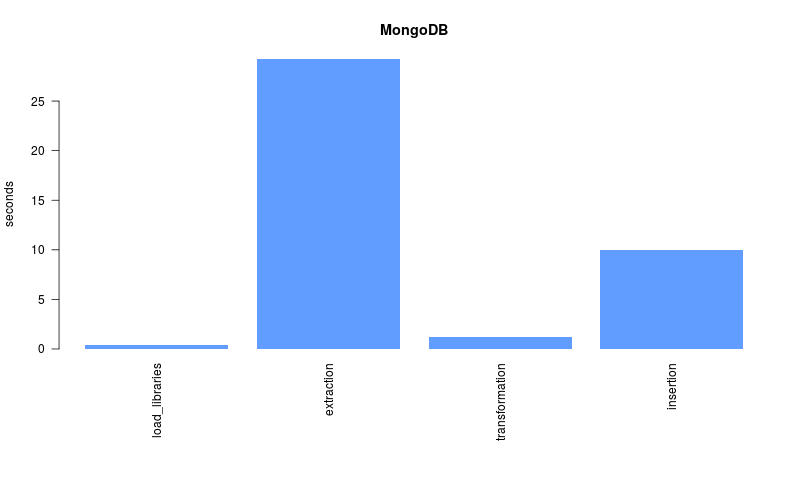 MongoDB
seconds
25
20
15
10
5
0
load_libraries
extraction
transformation
insertion